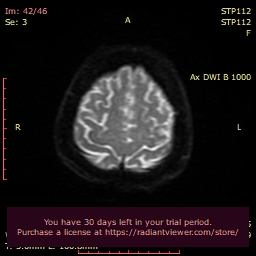 Im: 42/46
Se: 3
A
STP112
STP112
F
Ax DWI B 1000
R
L
You have 30 days left in your trial period.
Purchase a license at https://radiantviewer.com/store/